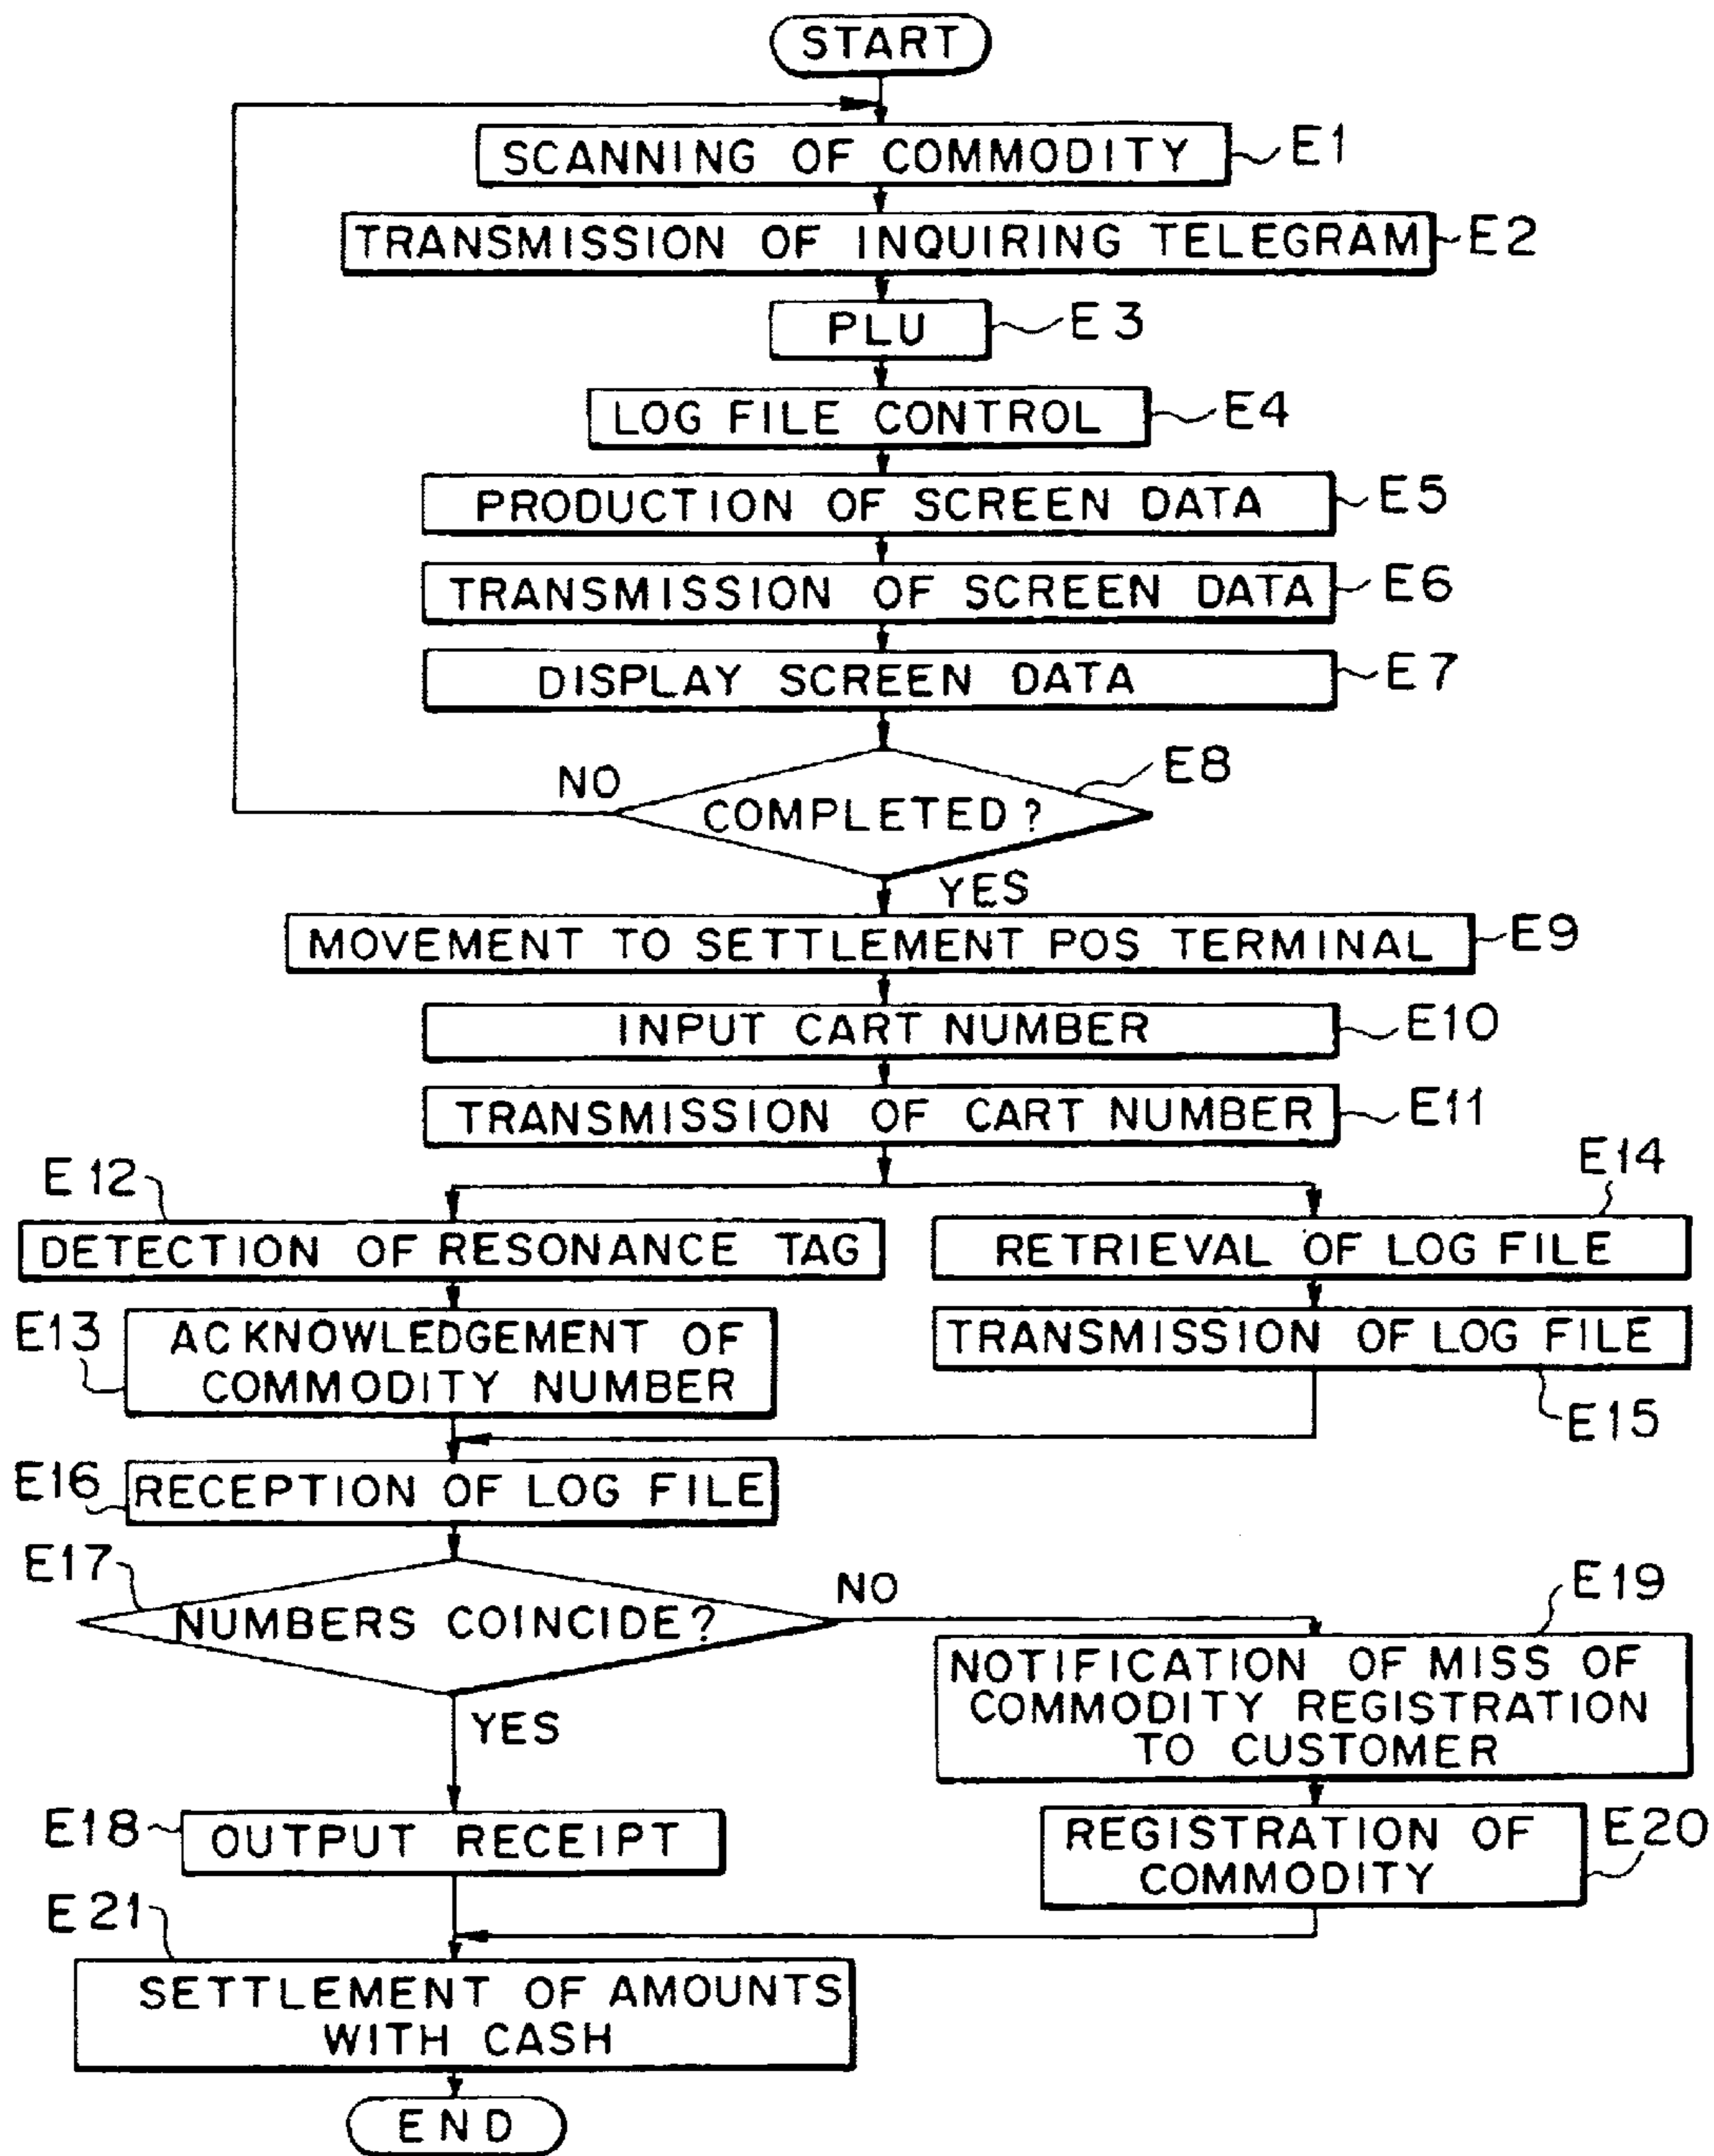 START
SCANNING OF COMMODITY
E1
TRANSMISSION OF INQUIRING TELEGRAM
E2
PLU
E3
LOG FILE CONTROL
E4
PRODUCTION OF SCREEN DATA
E5
TRANSMISSION OF SCREEN DATA
E6
DISPLAY SCREEN DATA
E7
NO
COMPLETED?
E8
YES
MOVEMENT TO SETTLEMENT POS TERMINAL
E9
INPUT CART NUMBER
E10
TRANSMISSION OF CART NUMBER
E11
E12
DETECTION OF RESONANCE TAG
E14
RETRIEVAL OF LOG FILE
E13
ACKNOWLEDGEMENT OF
COMMODITY NUMBER
TRANSMISSION OF LOG FILE
E15
E16
RECEPTION OF LOG FILE
E17
NUMBERS COINCIDE?
NO
YES
E19
NOTIFICATION OF MISS OF
COMMODITY REGISTRATION
TO CUSTOMER
E18
OUTPUT RECEIPT
REGISTRATION OF
COMMODITY
E20
E21
SETTLEMENT OF AMOUNTS
WITH CASH
END